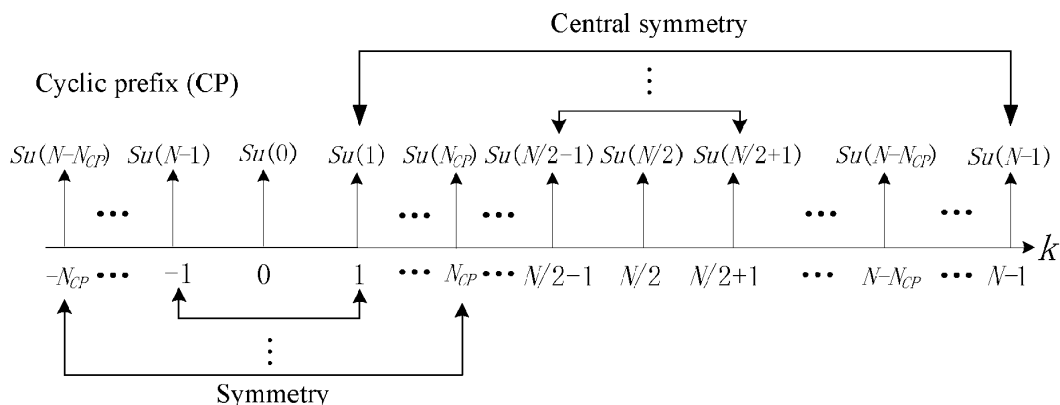 Central symmetry
Cyclic prefix (CP)
Su(N−N_CP) Su(N−1) Su(0) Su(1) Su(N_CP) Su(N/2−1) Su(N/2) Su(N/2+1) Su(N−N_CP) Su(N−1)
−N_CP −1 0 1 N_CP N/2−1 N/2 N/2+1 N−N_CP N−1 k
Symmetry